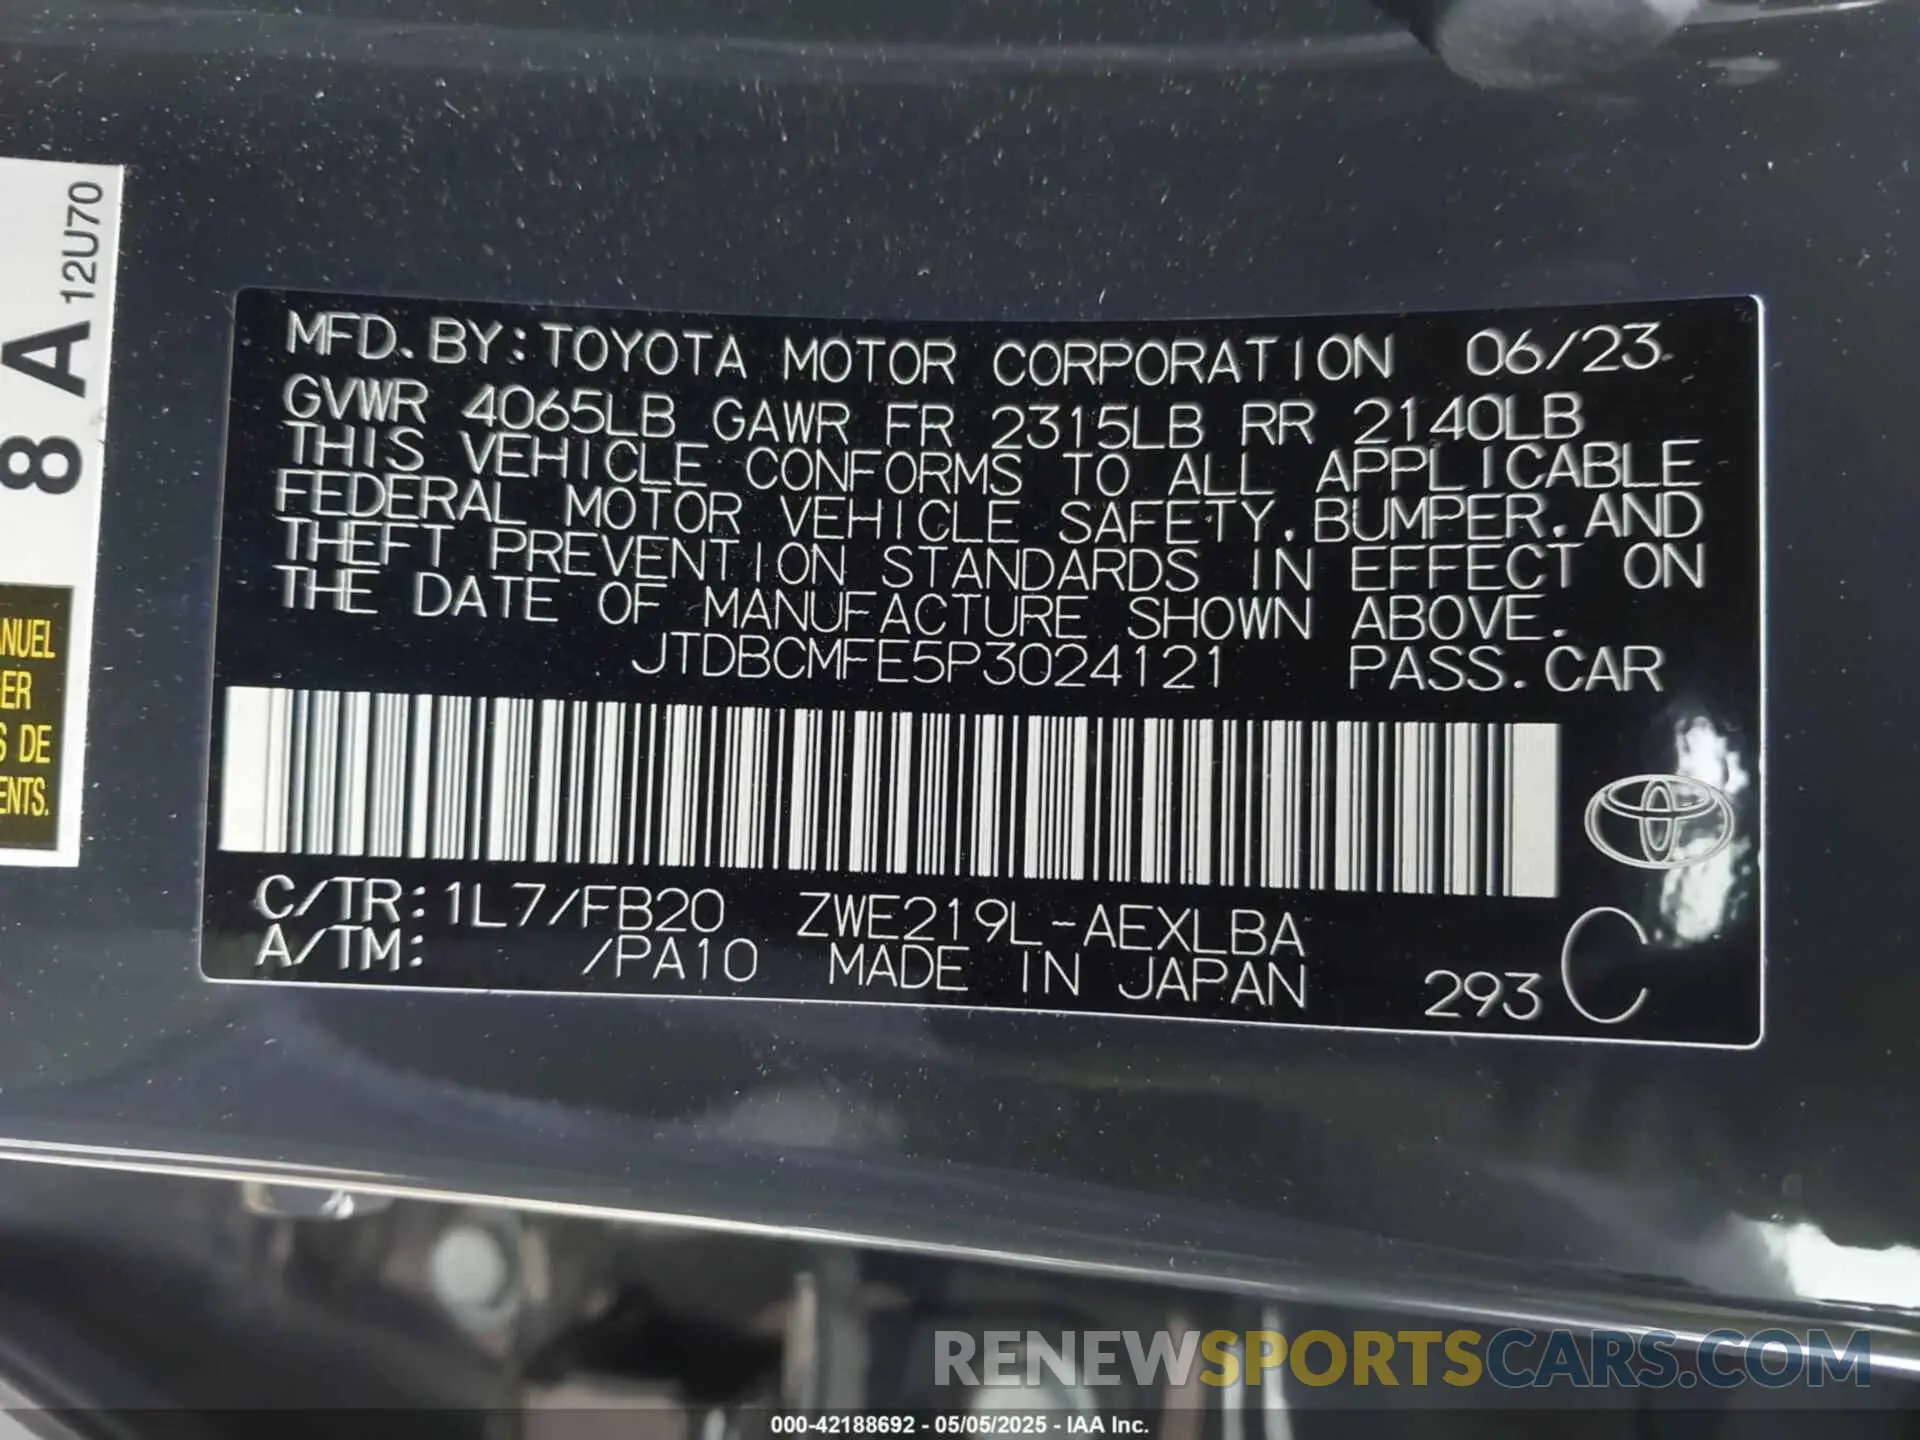 12U70
8 A
ANUEL
S DE
ENTS.
MFD. BY: TOYOTA MOTOR CORPORATION 06/23
GVWR 4065LB GAWR FR 2315LB RR 2140LB
THIS VEHICLE CONFORMS TO ALL APPLICABLE
FEDERAL MOTOR VEHICLE SAFETY, BUMPER, AND
THEFT PREVENTION STANDARDS IN EFFECT ON
THE DATE OF MANUFACTURE SHOWN ABOVE.
JTDBCMFE5P3024121 PASS. CAR
C/TR: 1L7/FB20 ZWE219L-AEXLBA
A/TM: /PA10 MADE IN JAPAN 293 C
RENEWSPORTSCARS.COM
000-42188692 - 05/05/2025 - IAA Inc.